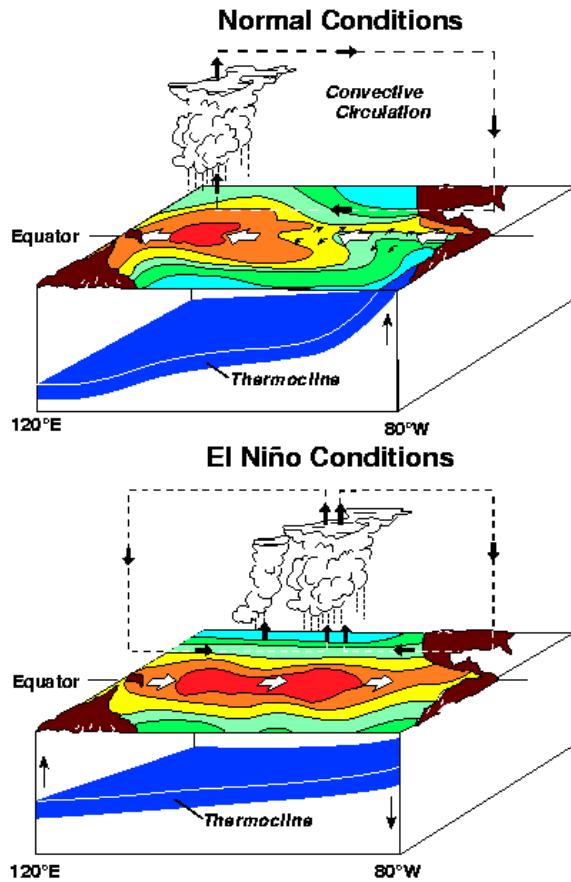 Normal Conditions
Convective
Circulation
Equator
Thermocline
120°E
80°W
El Niño Conditions
Equator
Thermocline
120°E
80°W